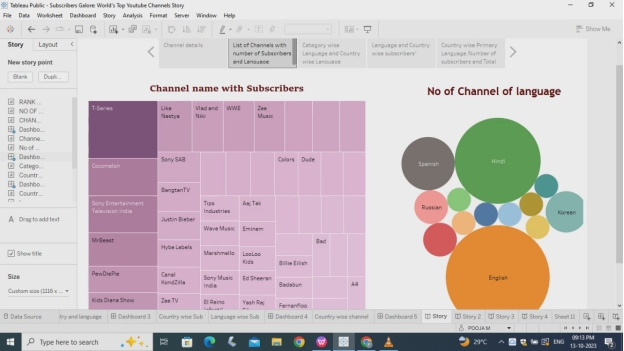 Tableau Public - Subscribers Galore: World's Top Youtube Channels Story
File Data Worksheet Dashboard Story Analysis Format Server Window Help
Show Me
Story Layout
New story point
Blank Dupli...
RANK ...
NO OF ...
CHAN...
Dashbo...
Channe...
No of ...
Dashbo...
Catego...
Countr...
Dashbo...
Countr...
Drag to add text
Show title
Size
Custom size (1116 x ...
Channel details
List of Channels with number of Subscribers and Language
Category wise Language and Country wise Language
Language and Country wise subscribers'
Country wise Primary Language: Number of subscribers and Total
Channel name with Subscribers
T-Series
Like Nastya
Vlad and Niki
WWE
Zee Music
Cocomelon
Sony SAB
Colors
Dude
BangtanTV
Sony Entertainment Television India
Tips Industries
Aaj Tak
Justin Bieber
Wave Music
Eminem
MrBeast
Hybe Labels
Marshmello
LooLoo Kids
Bad
Billie Eilish
PewDiePie
Canal KondZilla
Sony Music India
Ed Sheeran
Badabun
A4
Kids Diana Show
Zee TV
El Reino
Yash Raj
Fernanfloo
No of Channel of language
Spanish
Hindi
Russian
Korean
English
Data Source
try and language
Dashboard 3
Country wise Sub
Language wise Sub
Dashboard 4
Country wise channel
Dashboard 5
Story
Story 2
Story 3
Story 4
Sheet 11
POOJA M
Type here to search
29°C
ENG
09:13 PM
13-10-2023